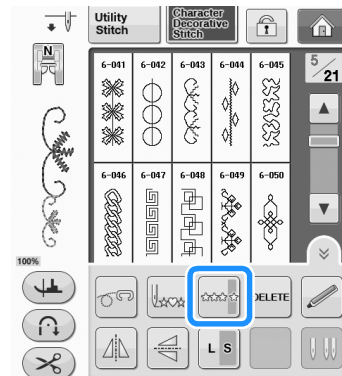 Utility
Stitch
Character
Decorative
Stitch
N
6-041 6-042 6-043 6-044 6-045
5/21
6-046 6-047 6-048 6-049 6-050
100%
DELETE
L S